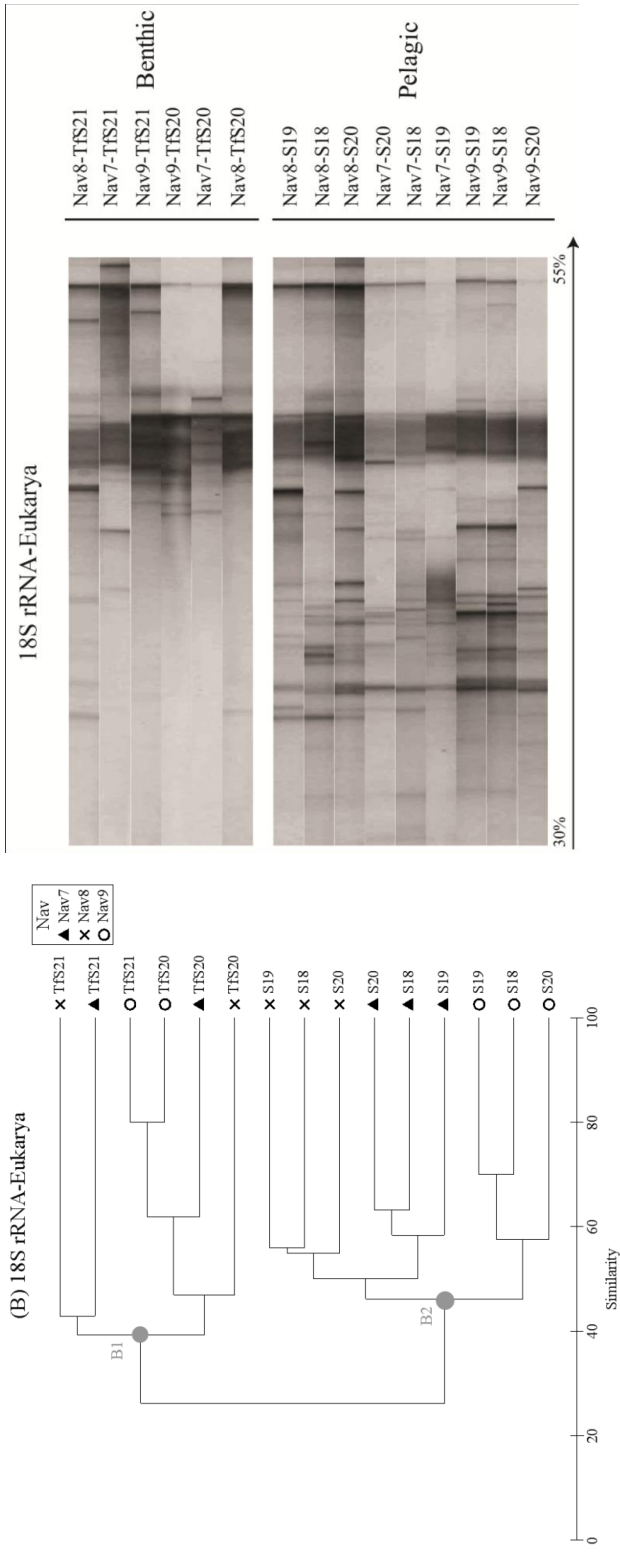 18S rRNA-Eukarya
Benthic
Nav8-TfS21
Nav7-TfS21
Nav9-TfS21
Nav9-TfS20
Nav7-TfS20
Nav8-TfS20
Pelagic
Nav8-S19
Nav8-S18
Nav8-S20
Nav7-S20
Nav7-S18
Nav7-S19
Nav9-S19
Nav9-S18
Nav9-S20
30%
55%
(B) 18S rRNA-Eukarya
Nav
Nav7
Nav8
Nav9
TfS21
TfS21
TfS21
TfS20
TfS20
TfS20
S19
S18
S20
S20
S18
S19
S19
S18
S20
B1
B2
0 20 40 60 80 100
Similarity